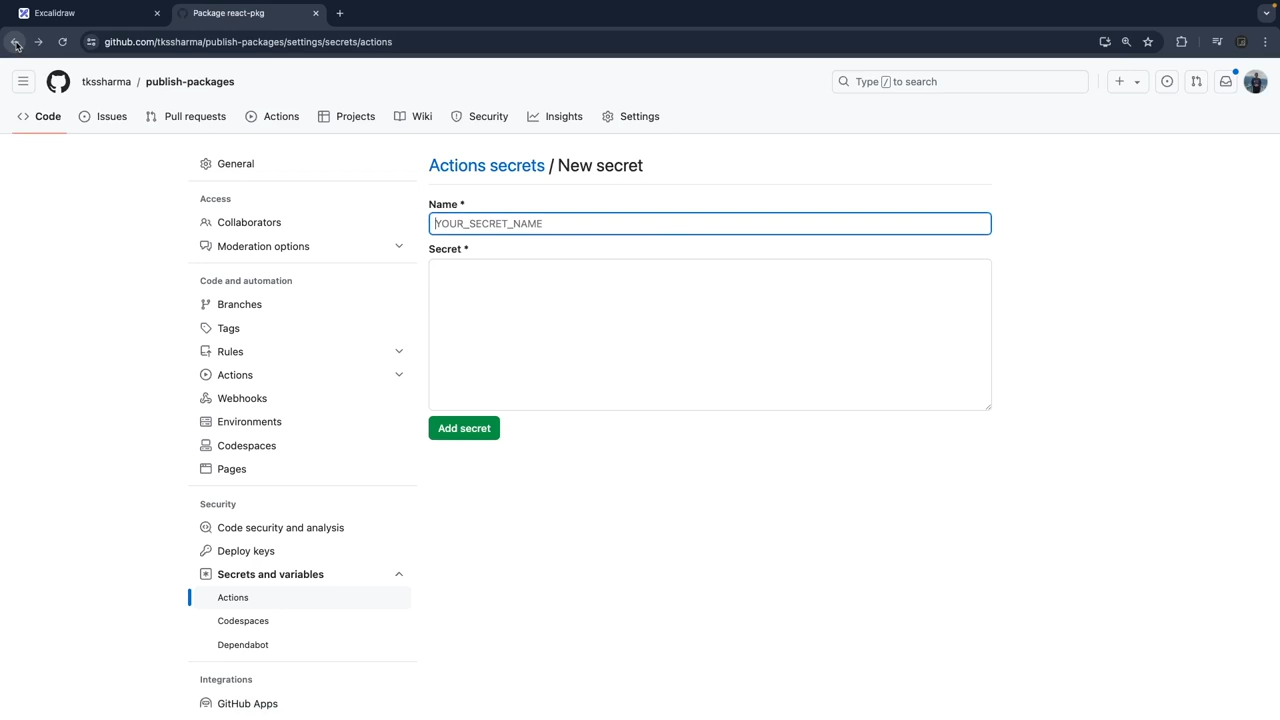 Excalidraw
Package react-pkg
github.com/tkssharma/publish-packages/settings/secrets/actions
tkssharma / publish-packages
Type / to search
Code
Issues
Pull requests
Actions
Projects
Wiki
Security
Insights
Settings
General
Access
Collaborators
Moderation options
Code and automation
Branches
Tags
Rules
Actions
Webhooks
Environments
Codespaces
Pages
Security
Code security and analysis
Deploy keys
Secrets and variables
Actions
Codespaces
Dependabot
Integrations
GitHub Apps
Actions secrets / New secret
Name *
YOUR_SECRET_NAME
Secret *
Add secret